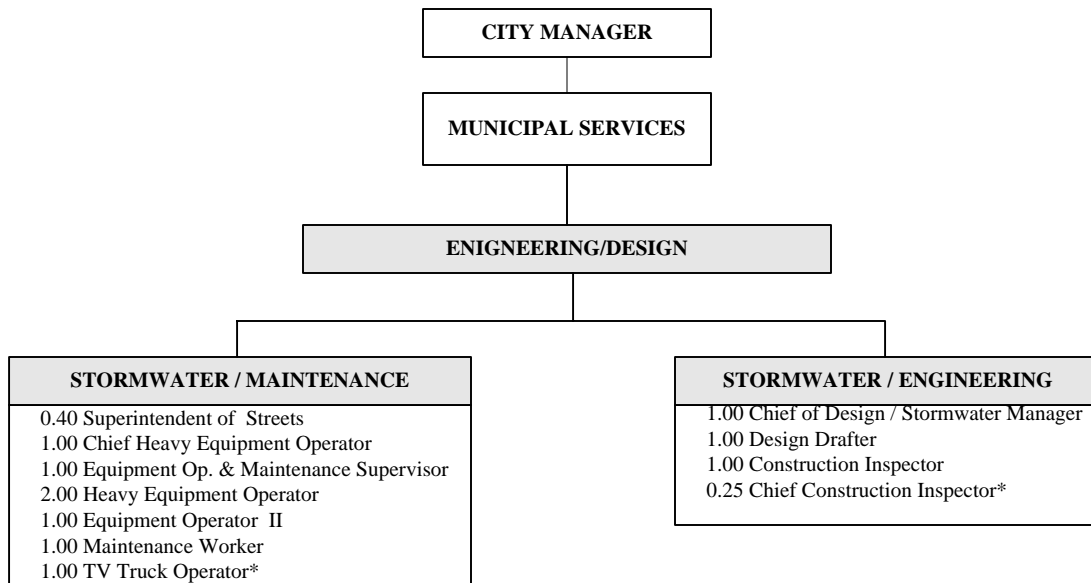 CITY MANAGER
MUNICIPAL SERVICES
ENIGNEERING/DESIGN
STORMWATER / MAINTENANCE
0.40 Superintendent of Streets
1.00 Chief Heavy Equipment Operator
1.00 Equipment Op. & Maintenance Supervisor
2.00 Heavy Equipment Operator
1.00 Equipment Operator II
1.00 Maintenance Worker
1.00 TV Truck Operator*
STORMWATER / ENGINEERING
1.00 Chief of Design / Stormwater Manager
1.00 Design Drafter
1.00 Construction Inspector
0.25 Chief Construction Inspector*